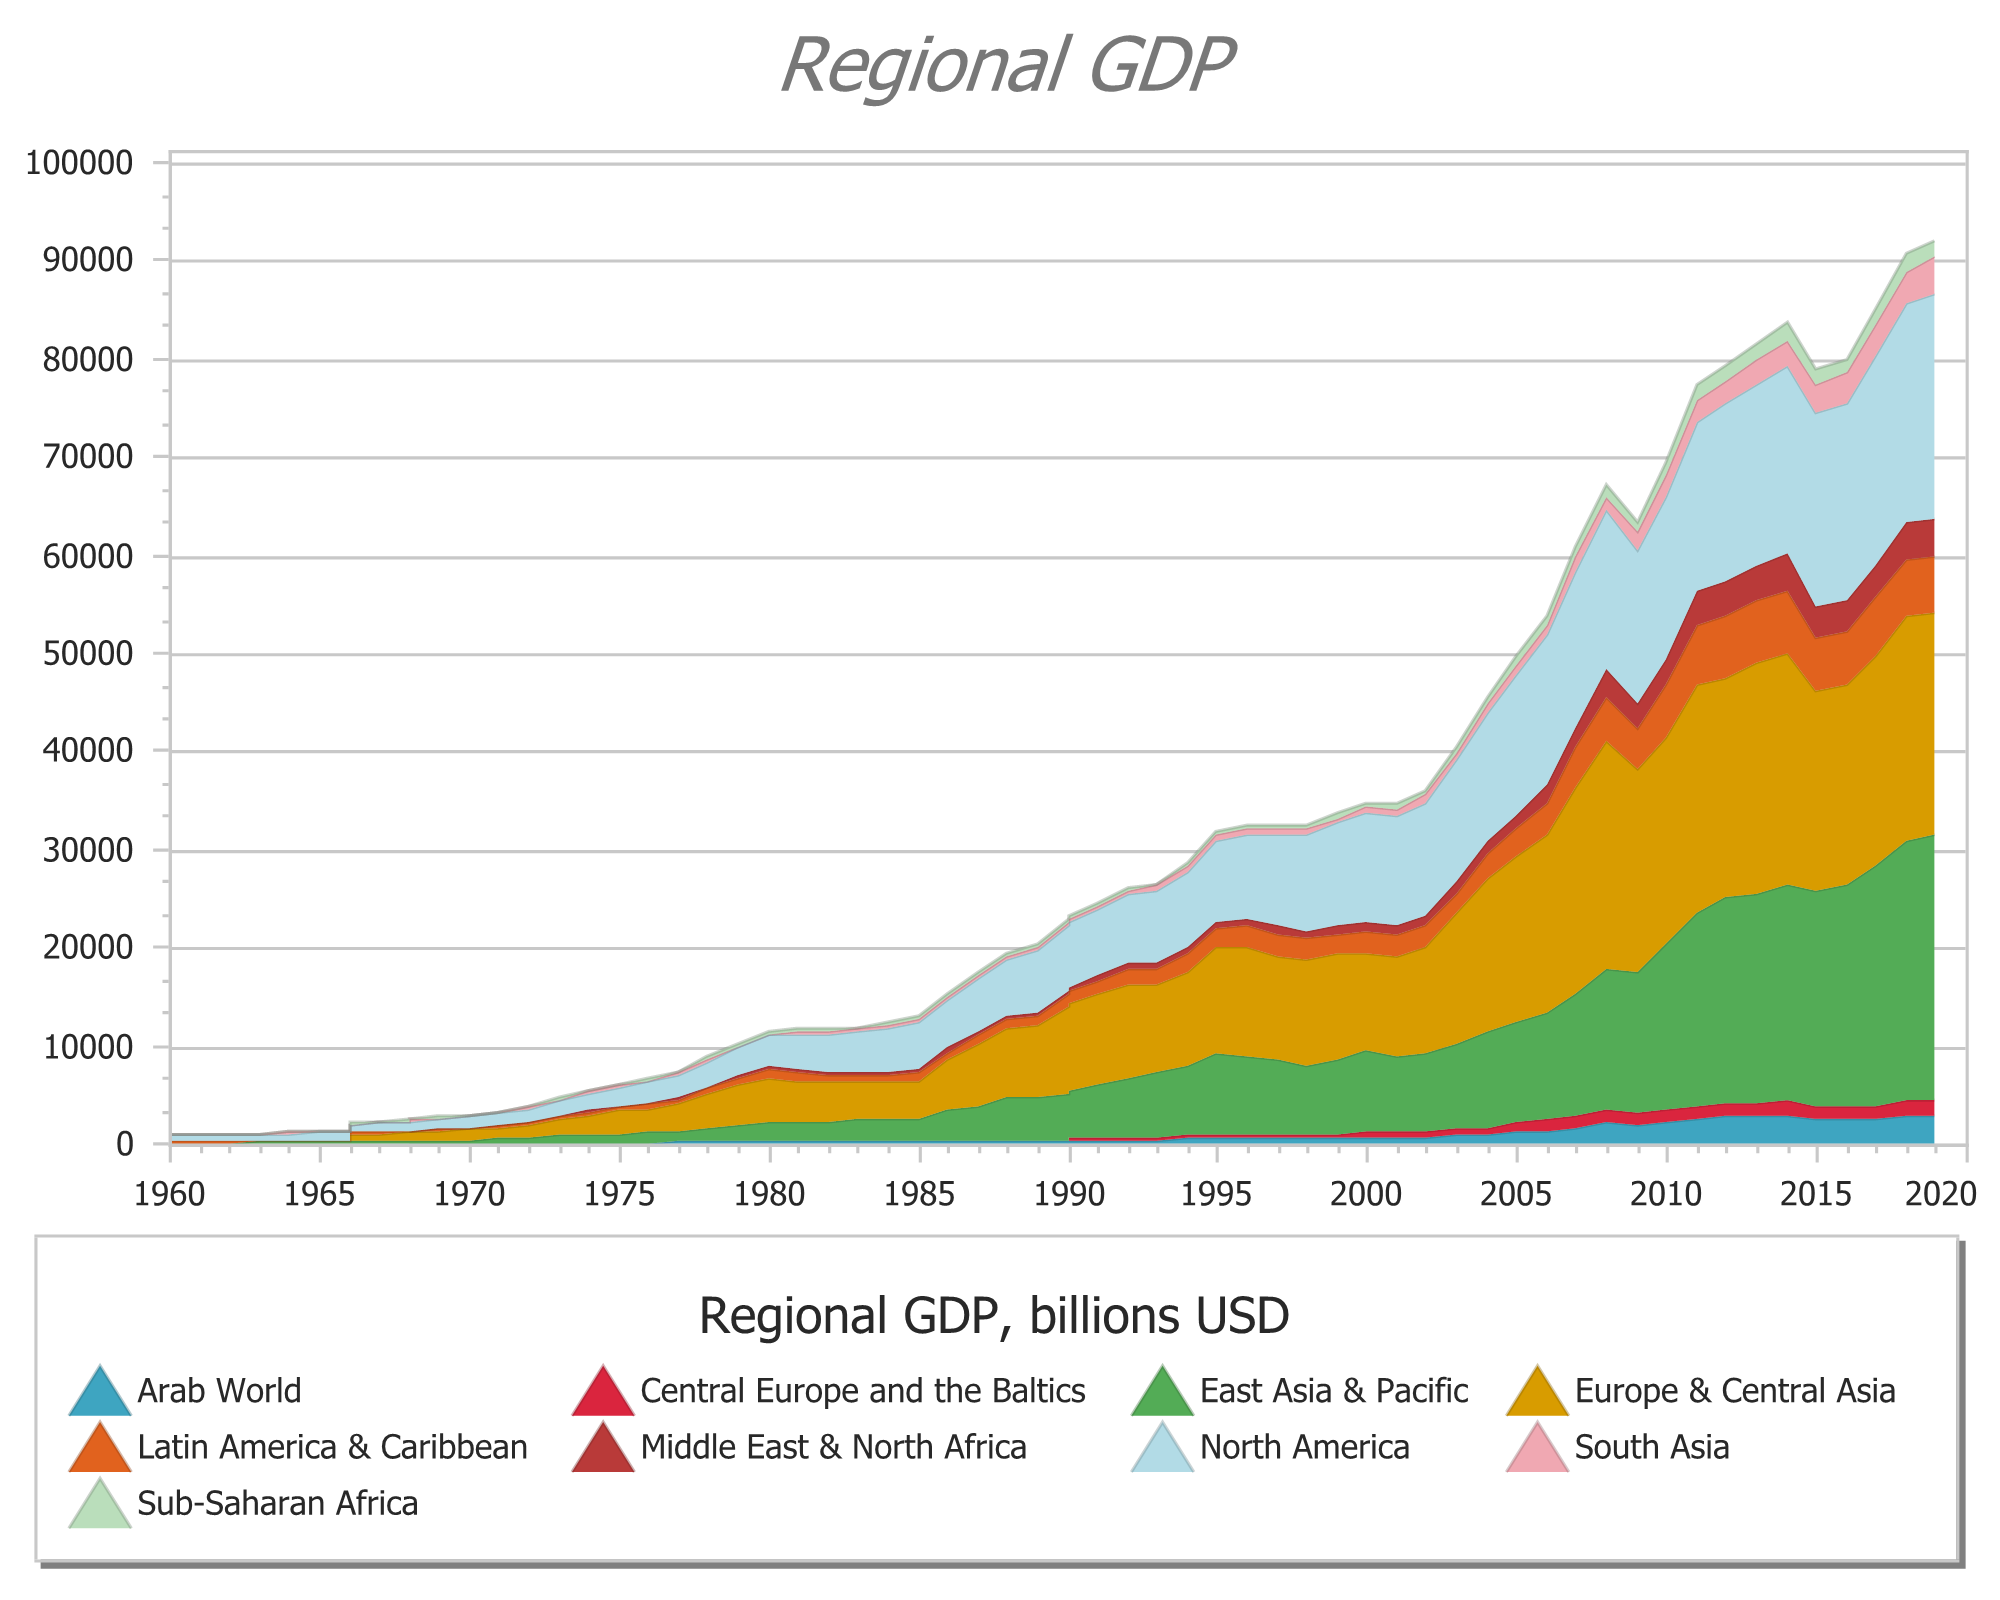 Regional GDP
100000
90000
80000
70000
60000
50000
40000
30000
20000
10000
0
1960 1965 1970 1975 1980 1985 1990 1995 2000 2005 2010 2015 2020
Regional GDP, billions USD
Arab World Central Europe and the Baltics East Asia & Pacific Europe & Central Asia
Latin America & Caribbean Middle East & North Africa North America South Asia
Sub-Saharan Africa